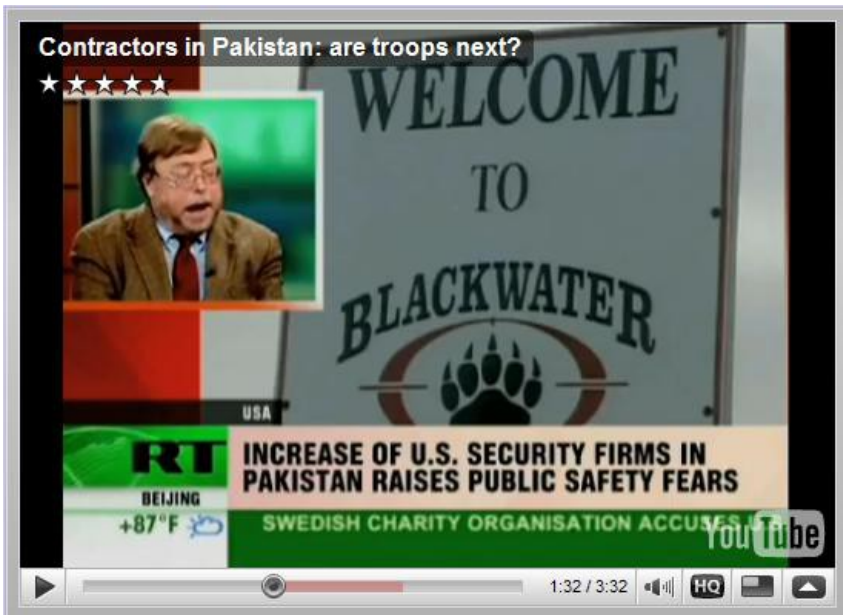 Contractors in Pakistan: are troops next?
WELCOME
TO
BLACKWATER
USA
RT
INCREASE OF U.S. SECURITY FIRMS IN
PAKISTAN RAISES PUBLIC SAFETY FEARS
BEIJING
+87°F
SWEDISH CHARITY ORGANISATION ACCUSES
YouTube
1:32 / 3:32
HQ